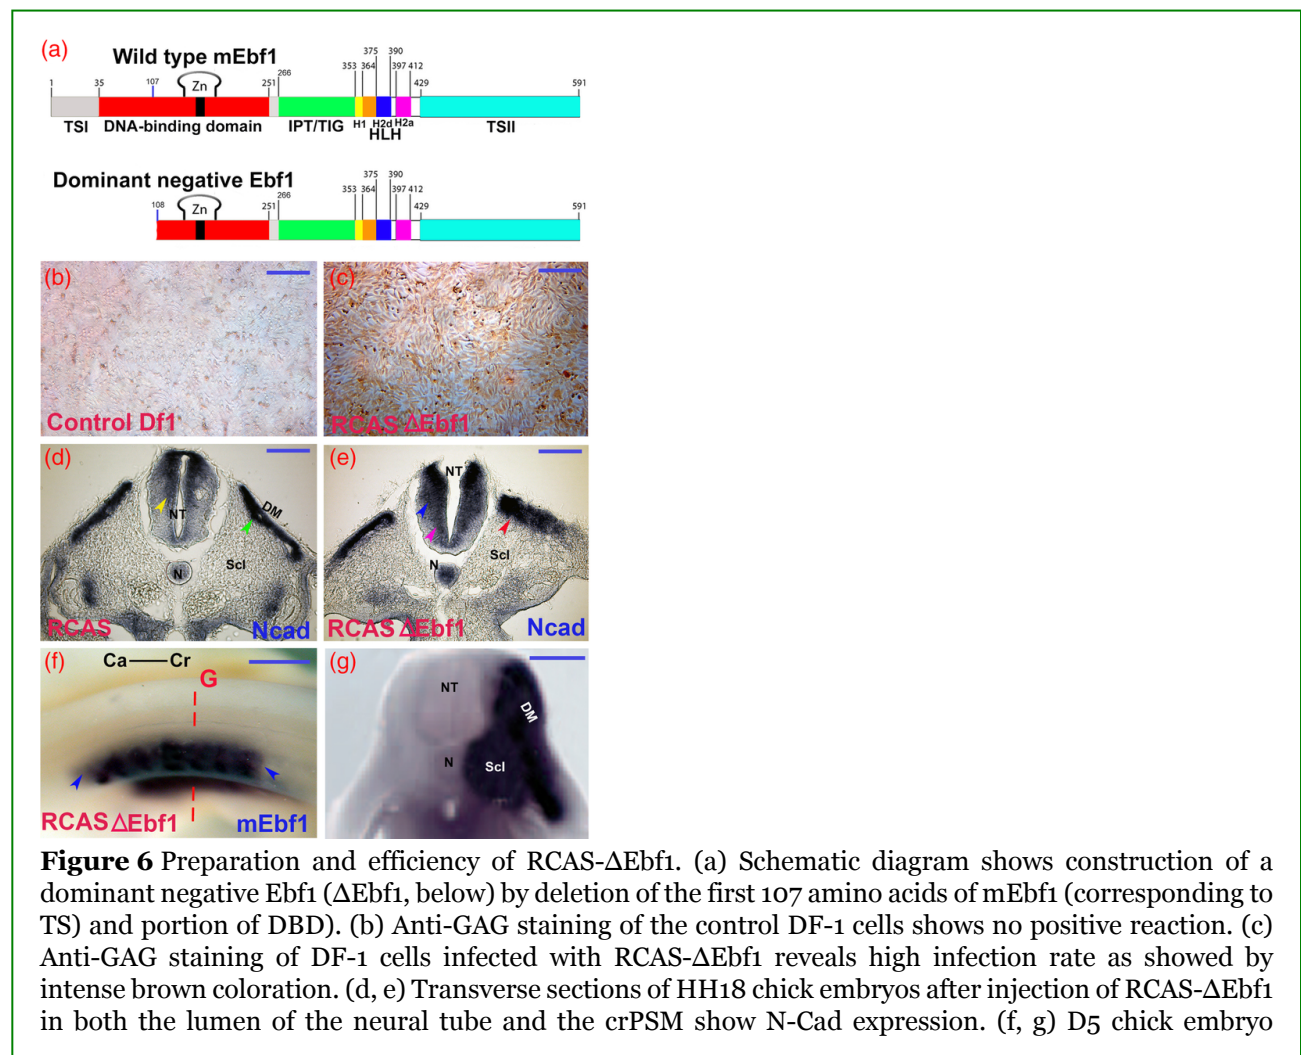 (a)
Wild type mEbf1
375 390
266 353 364 397 412
1 35 107 Zn 251 429 591
TSI DNA-binding domain IPT/TIG H1 H2d H2a TSII
HLH
Dominant negative Ebf1
375 390
266 353 364 397 412
108 Zn 251 429 591
(b) (c)
Control Df1 RCAS ΔEbf1
(d) NT DM N Scl
RCAS Ncad
(e) NT Scl N
RCAS ΔEbf1 Ncad
(f) Ca Cr
G
RCAS ΔEbf1 mEbf1
(g) NT DM N Scl
Figure 6 Preparation and efficiency of RCAS-ΔEbf1. (a) Schematic diagram shows construction of a
dominant negative Ebf1 (ΔEbf1, below) by deletion of the first 107 amino acids of mEbf1 (corresponding to
TS) and portion of DBD). (b) Anti-GAG staining of the control DF-1 cells shows no positive reaction. (c)
Anti-GAG staining of DF-1 cells infected with RCAS-ΔEbf1 reveals high infection rate as showed by
intense brown coloration. (d, e) Transverse sections of HH18 chick embryos after injection of RCAS-ΔEbf1
in both the lumen of the neural tube and the crPSM show N-Cad expression. (f, g) D5 chick embryo